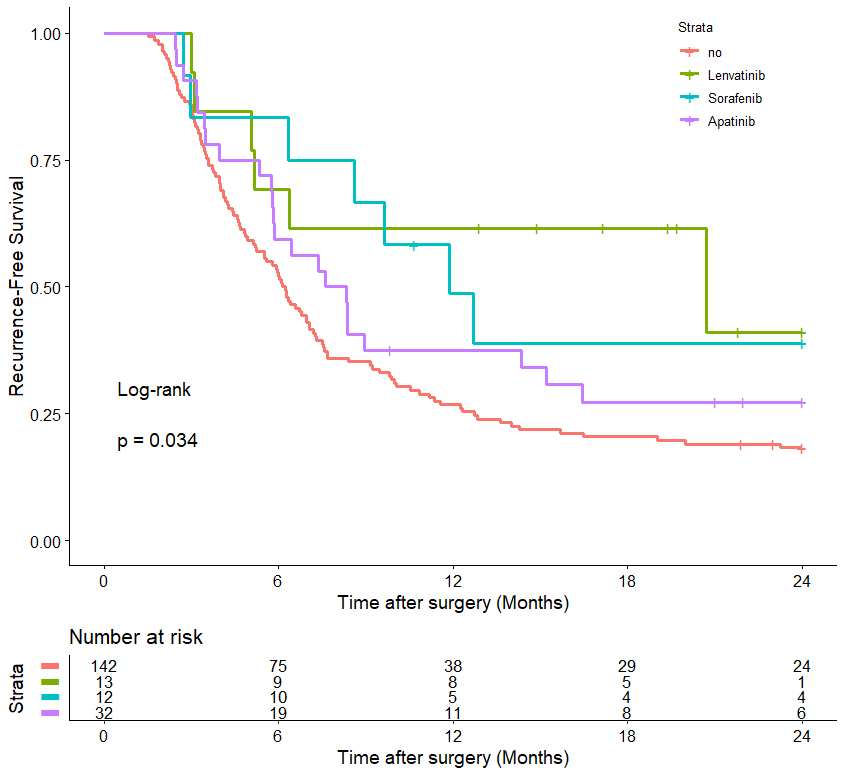 1.00
0.75
0.50
0.25
0.00
Recurrence-Free Survival
Strata
no
Lenvatinib
Sorafenib
Apatinib
Log-rank
p = 0.034
0 6 12 18 24
Time after surgery (Months)
Number at risk
Strata
142 75 38 29 24
13 9 8 5 1
12 10 5 4 4
32 19 11 8 6
0 6 12 18 24
Time after surgery (Months)